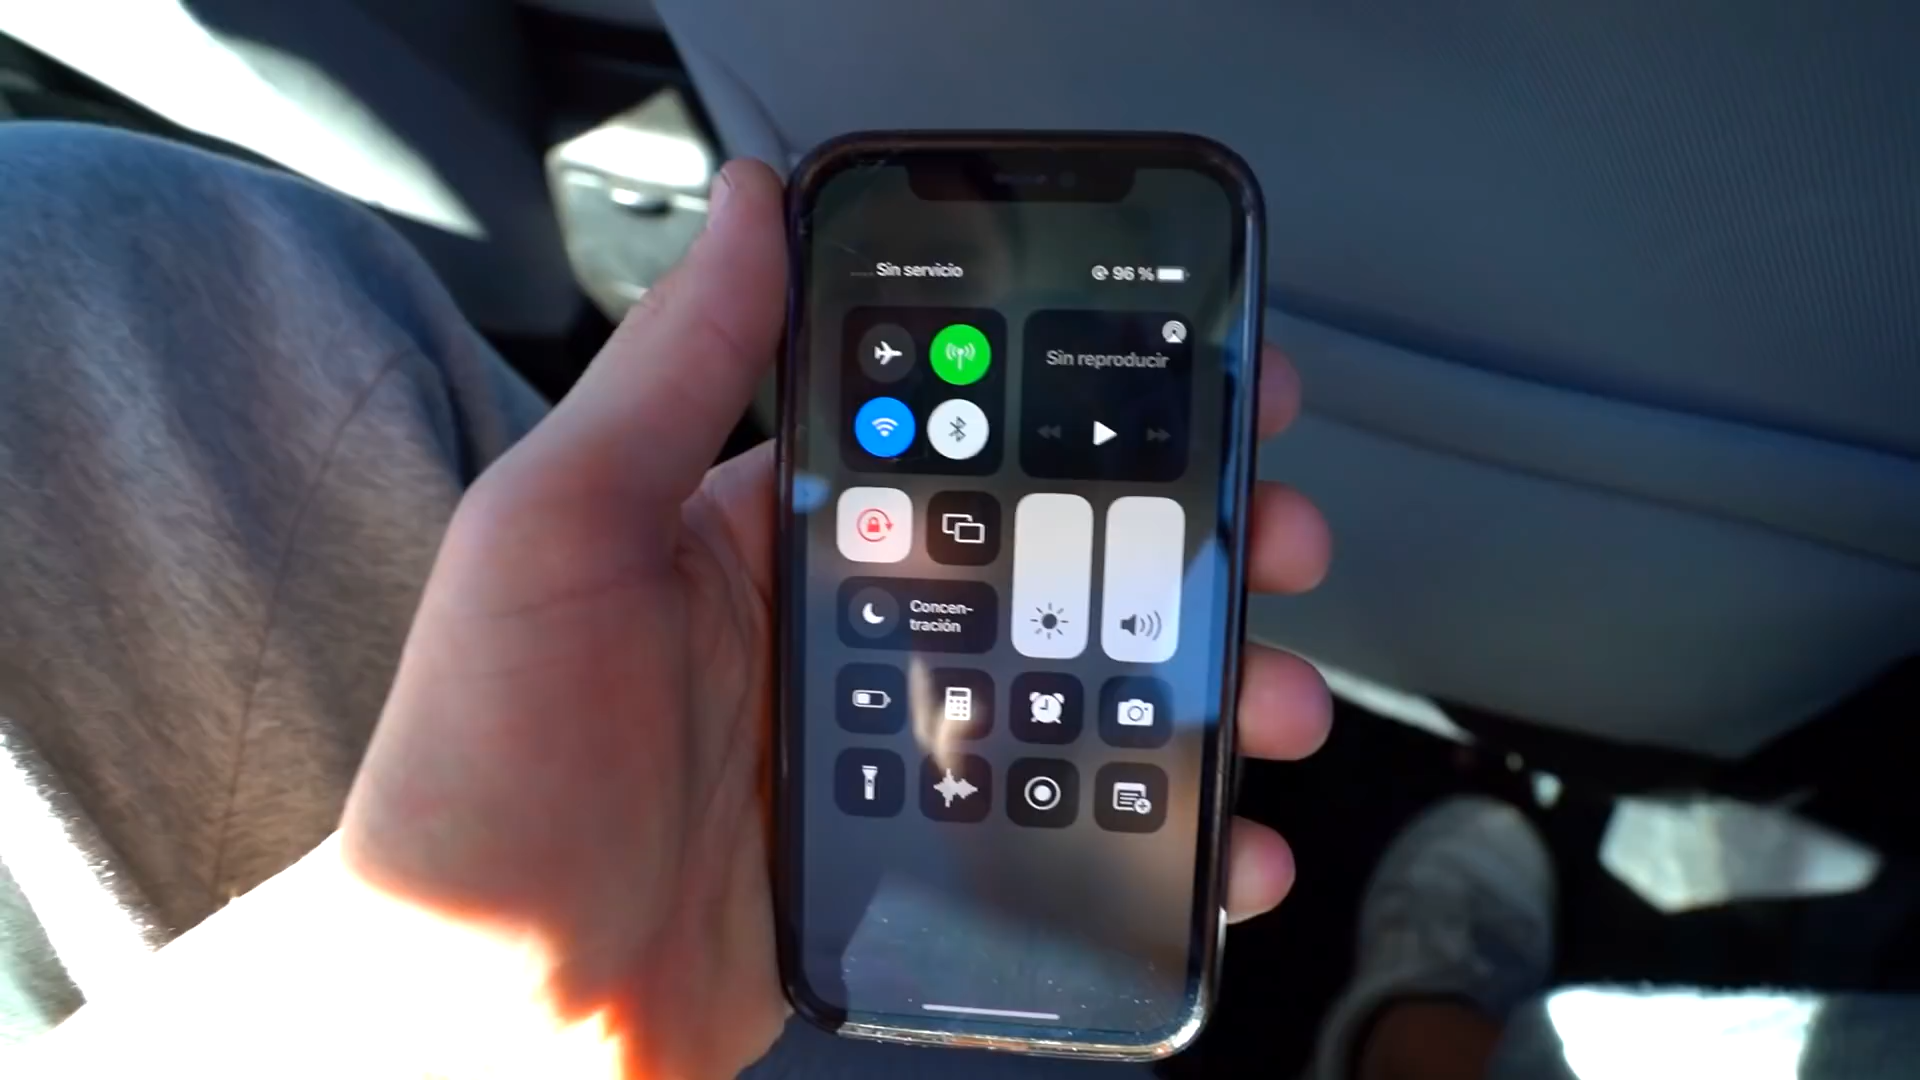 Sin servicio
96 %
Sin reproducir
Concen-
tración